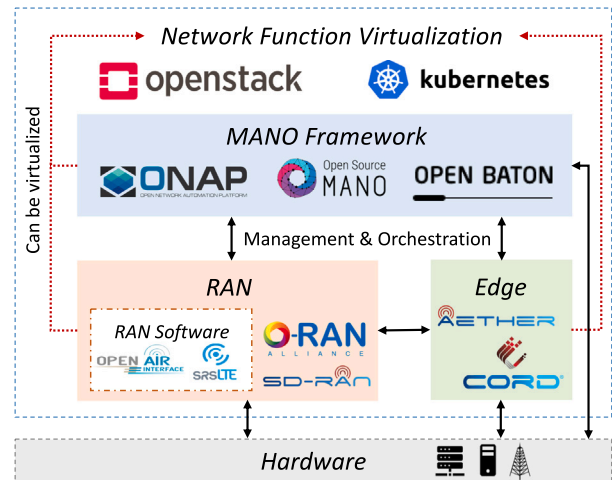 Network Function Virtualization
openstack
kubernetes
Can be virtualized
MANO Framework
ONAP
OPEN NETWORK AUTOMATION PLATFORM
Open Source
MANO
OPEN BATON
Management & Orchestration
RAN
RAN Software
OPEN AIR
INTERFACE
SRSLTE
O-RAN
ALLIANCE
SD-RAN
Edge
AETHER
CORD®
Hardware